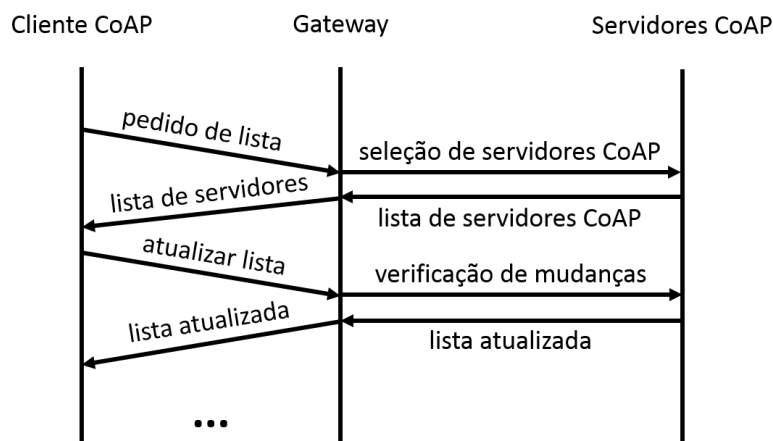 Cliente CoAP
Gateway
Servidores CoAP
pedido de lista
seleção de servidores CoAP
lista de servidores
lista de servidores CoAP
atualizar lista
verificação de mudanças
lista atualizada
lista atualizada
...